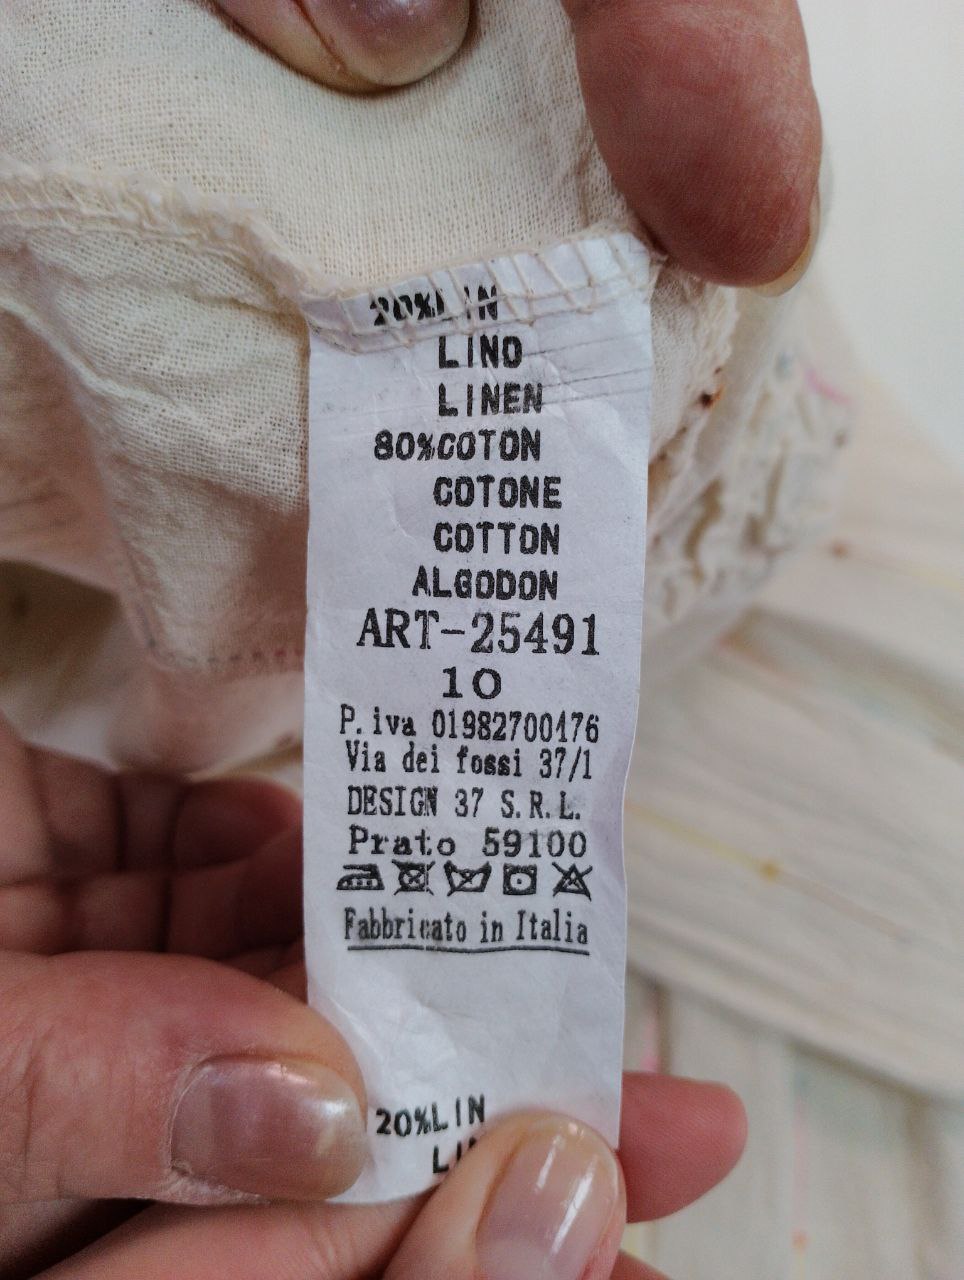 20%LIN
LINO
LINEN
80%COTON
COTONE
COTTON
ALGODON
ART-25491
10
P.iva 01982700476
Via dei fossi 37/1
DESIGN 37 S.R.L.
Prato 59100
Fabbricato in Italia
20%LIN